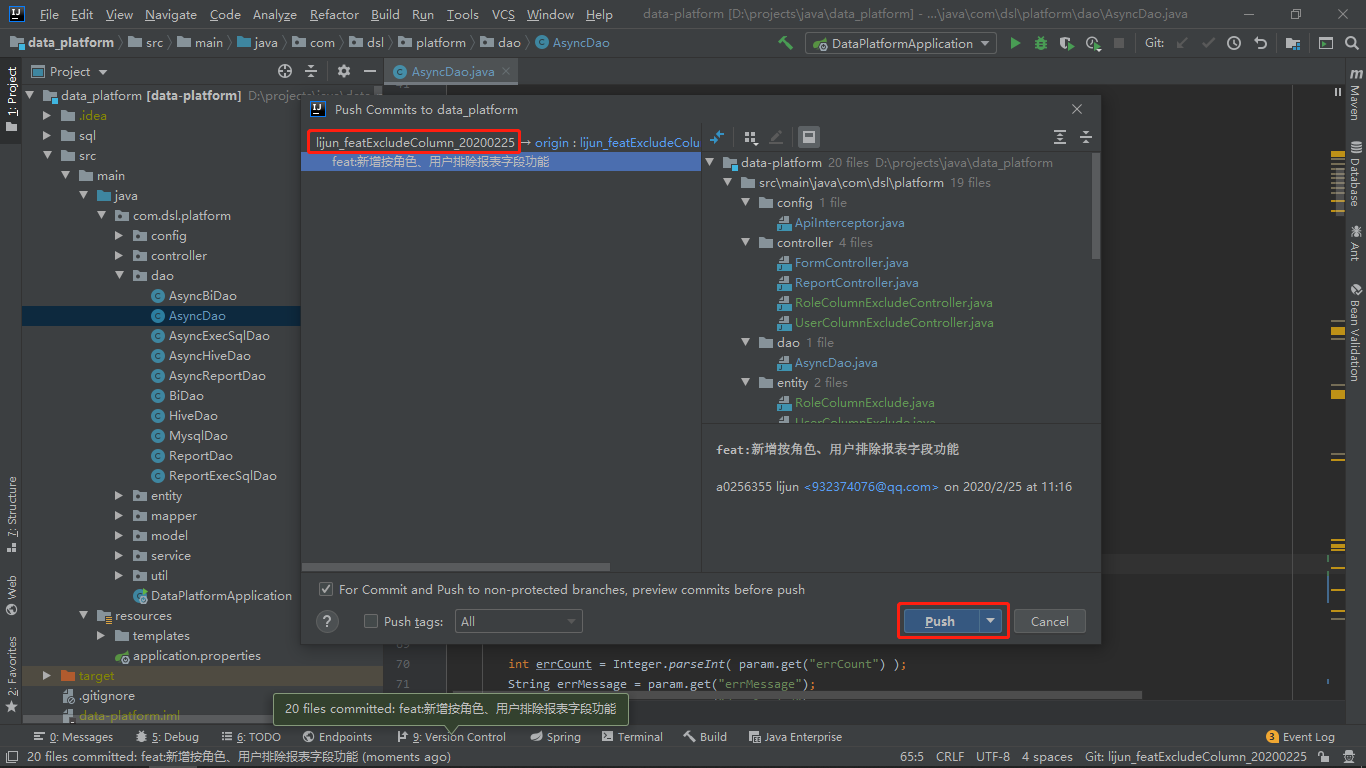 File Edit View Navigate Code Analyze Refactor Build Run Tools VCS Window Help data-platform [D:\projects\java\data_platform] - ...\java\com\dsl\platform\dao\AsyncDao.java
data_platform src main java com dsl platform dao AsyncDao DataPlatformApplication Git:
Project AsyncDao.java
1: Project
7: Structure
Web
2: Favorites
Maven
Database
Ant
Bean Validation
data_platform [data-platform] D:\projects\java\data
.idea
sql
src
main
java
com.dsl.platform
config
controller
dao
AsyncBiDao
AsyncDao
AsyncExecSqlDao
AsyncHiveDao
AsyncReportDao
BiDao
HiveDao
MysqlDao
ReportDao
ReportExecSqlDao
entity
mapper
model
service
util
DataPlatformApplication
resources
templates
application.properties
target
.gitignore
data-platform.iml
Push Commits to data_platform
lijun_featExcludeColumn_20200225 → origin : lijun_featExcludeColu
feat:新增按角色、用户排除报表字段功能
data-platform 20 files D:\projects\java\data_platform
src\main\java\com\dsl\platform 19 files
config 1 file
ApiInterceptor.java
controller 4 files
FormController.java
ReportController.java
RoleColumnExcludeController.java
UserColumnExcludeController.java
dao 1 file
AsyncDao.java
entity 2 files
RoleColumnExclude.java
UserColumnExclude.java
feat:新增按角色、用户排除报表字段功能
a0256355 lijun <932374076@qq.com> on 2020/2/25 at 11:16
For Commit and Push to non-protected branches, preview commits before push
? Push tags: All Push Cancel
69
70 int errCount = Integer.parseInt( param.get("errCount") );
71 String errMessage = param.get("errMessage");
20 files committed: feat:新增按角色、用户排除报表字段功能
0: Messages 5: Debug 6: TODO Endpoints 9: Version Control Spring Terminal Build Java Enterprise 3 Event Log
20 files committed: feat:新增按角色、用户排除报表字段功能 (moments ago) 65:5 CRLF UTF-8 4 spaces Git: lijun_featExcludeColumn_20200225